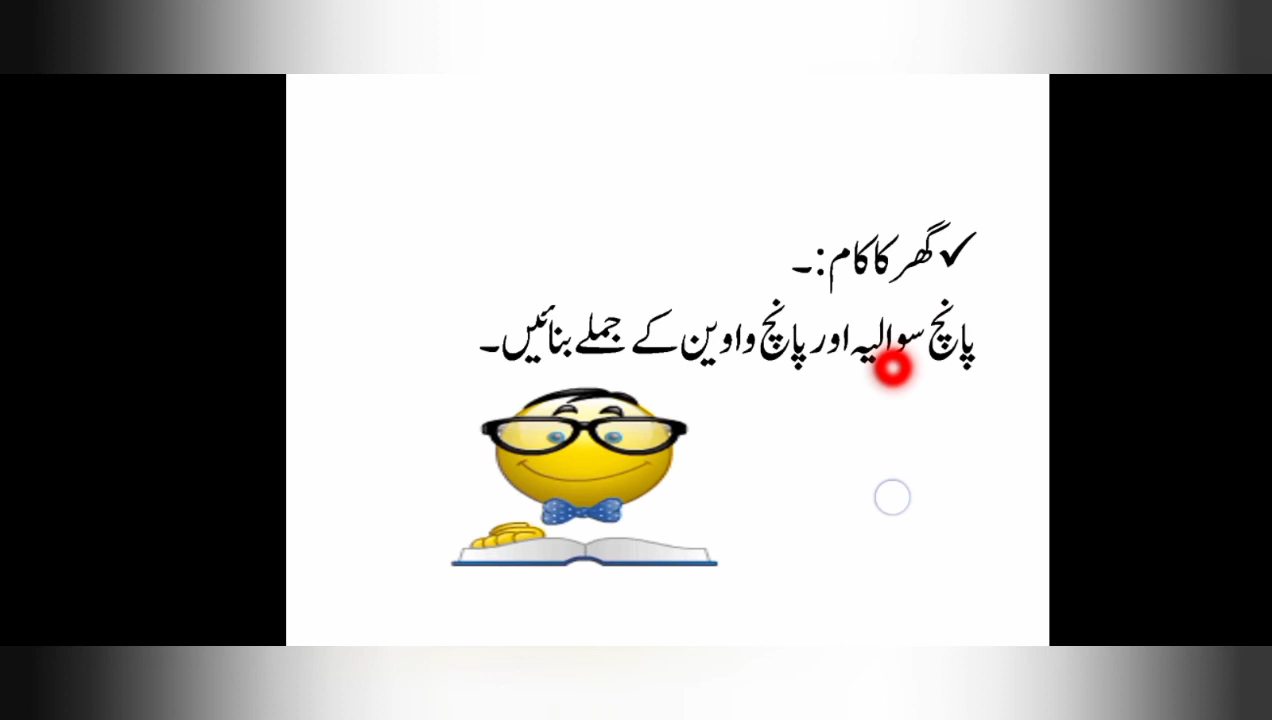 ✓ گھر کا کام:۔
پانچ سوالیہ اور پانچ واوین کے جملے بنائیں۔